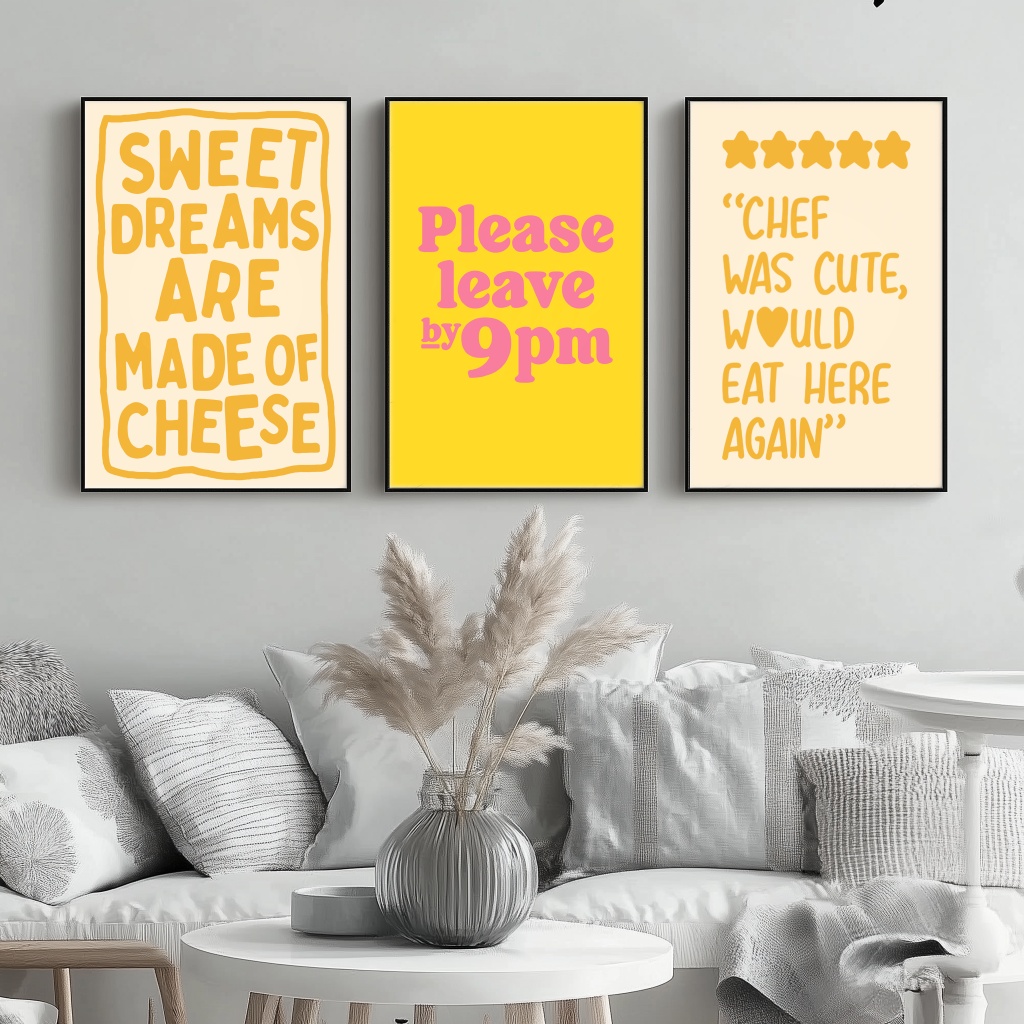 SWEET
DREAMS
ARE
MADE OF
CHEESE
Please
leave
by 9pm
“CHEF
WAS CUTE,
WOULD
EAT HERE
AGAIN”